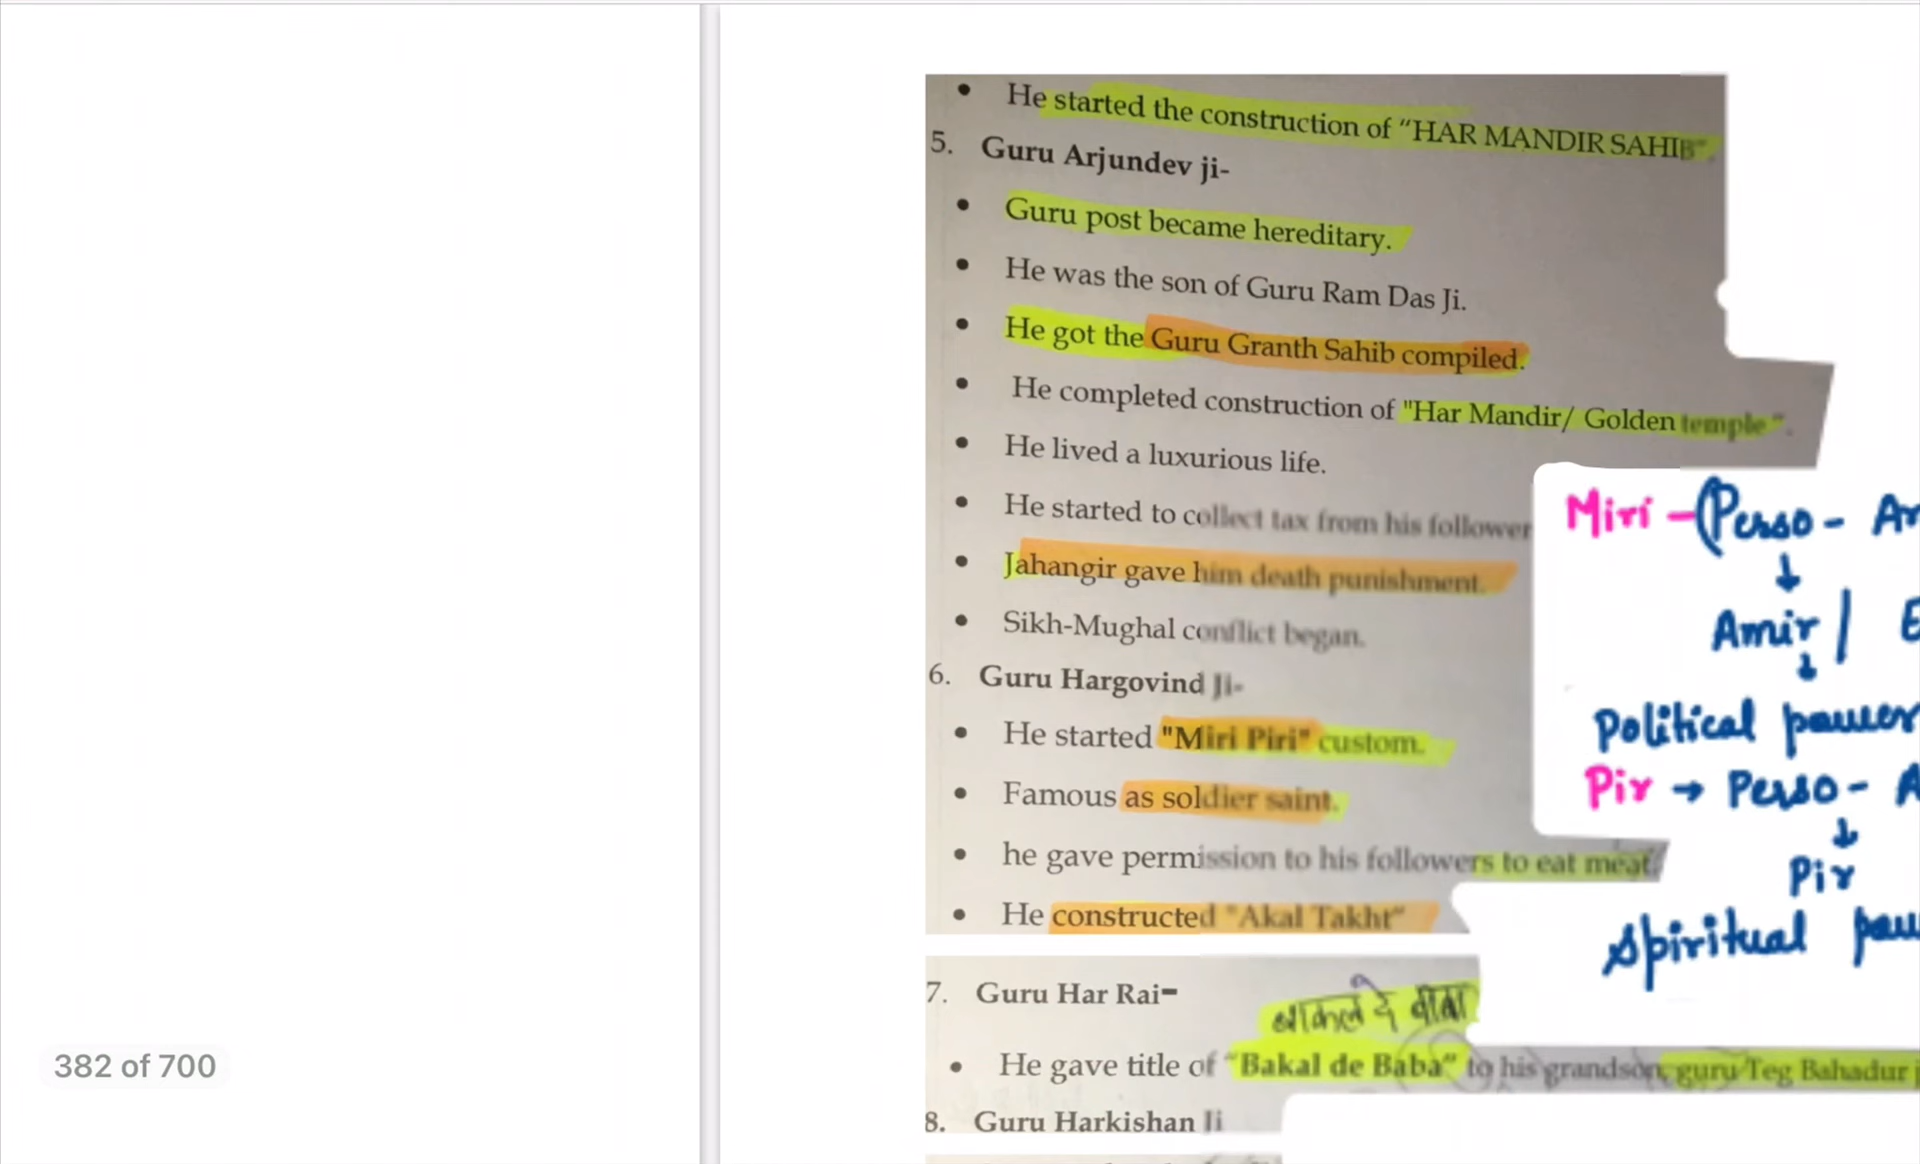 • He started the construction of “HAR MANDIR SAHIB”.
5. Guru Arjundev ji-
• Guru post became hereditary.
• He was the son of Guru Ram Das Ji.
• He got the Guru Granth Sahib compiled.
• He completed construction of "Har Mandir/ Golden temple".
• He lived a luxurious life.
• He started to collect tax from his follower
Miri - (Perso - Ar
• Jahangir gave him death punishment.
Amir /
• Sikh-Mughal conflict began.
6. Guru Hargovind Ji-
Political power
• He started "Miri Piri" custom.
Pir → Perso - A
• Famous as soldier saint.
• he gave permission to his followers to eat meat.
Pir
• He constructed "Akal Takht"
Spiritual pow
7. Guru Har Rai-
दे बाबा
• He gave title of “Bakal de Baba” to his grandson, guru Teg Bahadur j
8. Guru Harkishan Ji
382 of 700